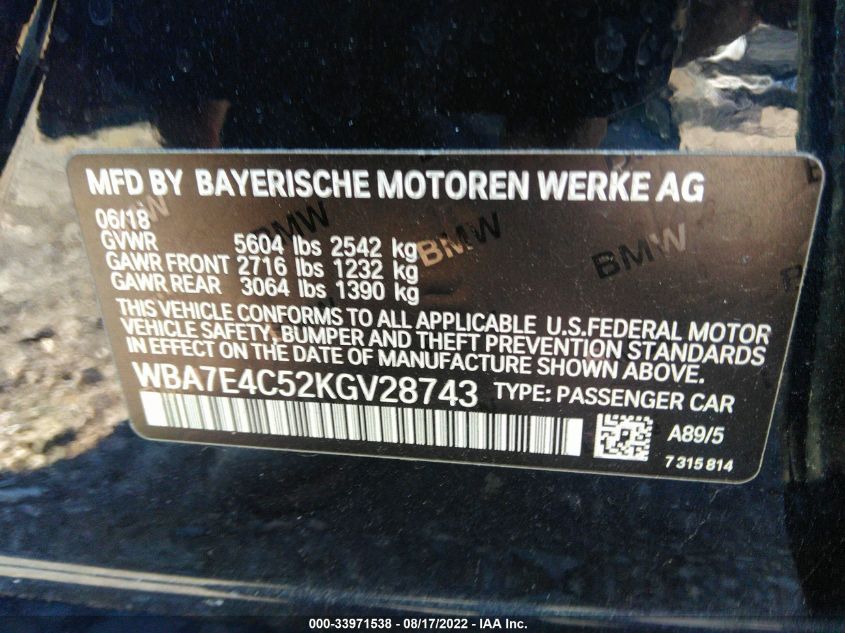 MFD BY BAYERISCHE MOTOREN WERKE AG
06/18
GVWR 5604 lbs 2542 kg
GAWR FRONT 2716 lbs 1232 kg
GAWR REAR 3064 lbs 1390 kg
THIS VEHICLE CONFORMS TO ALL APPLICABLE U.S.FEDERAL MOTOR
VEHICLE SAFETY, BUMPER AND THEFT PREVENTION STANDARDS
IN EFFECT ON THE DATE OF MANUFACTURE SHOWN ABOVE.
WBA7E4C52KGV28743 TYPE: PASSENGER CAR
A89/5
7 315 814
BMW BMW BMW
000-33971538 - 08/17/2022 - IAA Inc.